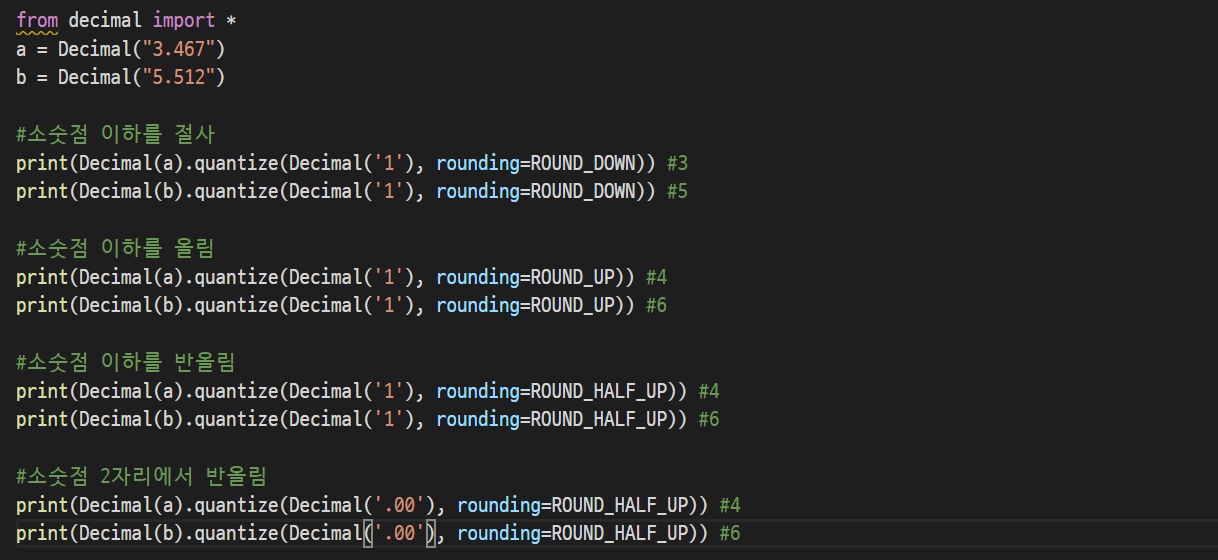 from decimal import *
a = Decimal("3.467")
b = Decimal("5.512")
#소숫점 이하를 절사
print(Decimal(a).quantize(Decimal('1'), rounding=ROUND_DOWN)) #3
print(Decimal(b).quantize(Decimal('1'), rounding=ROUND_DOWN)) #5
#소숫점 이하를 올림
print(Decimal(a).quantize(Decimal('1'), rounding=ROUND_UP)) #4
print(Decimal(b).quantize(Decimal('1'), rounding=ROUND_UP)) #6
#소숫점 이하를 반올림
print(Decimal(a).quantize(Decimal('1'), rounding=ROUND_HALF_UP)) #4
print(Decimal(b).quantize(Decimal('1'), rounding=ROUND_HALF_UP)) #6
#소숫점 2자리에서 반올림
print(Decimal(a).quantize(Decimal('.00'), rounding=ROUND_HALF_UP)) #4
print(Decimal(b).quantize(Decimal('.00'), rounding=ROUND_HALF_UP)) #6